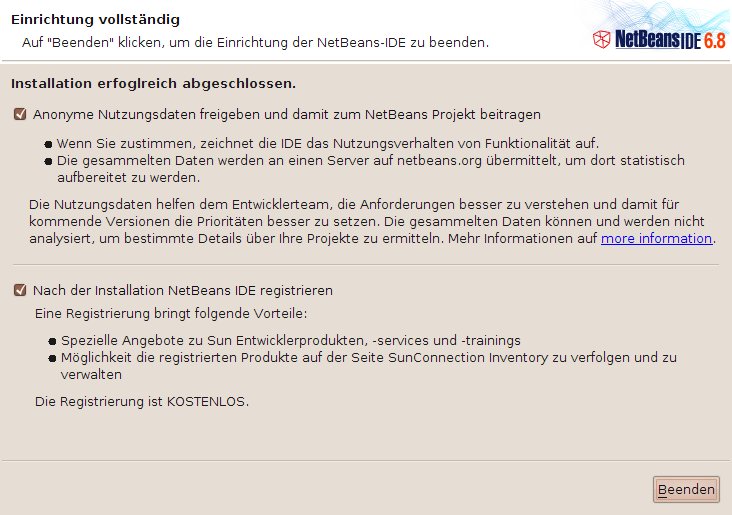 Einrichtung vollständig
Auf "Beenden" klicken, um die Einrichtung der NetBeans-IDE zu beenden.
NetBeans IDE 6.8
Installation erfoglreich abgeschlossen.
Anonyme Nutzungsdaten freigeben und damit zum NetBeans Projekt beitragen
● Wenn Sie zustimmen, zeichnet die IDE das Nutzungsverhalten von Funktionalität auf.
● Die gesammelten Daten werden an einen Server auf netbeans.org übermittelt, um dort statistisch
aufbereitet zu werden.
Die Nutzungsdaten helfen dem Entwicklerteam, die Anforderungen besser zu verstehen und damit für
kommende Versionen die Prioritäten besser zu setzen. Die gesammelten Daten können und werden nicht
analysiert, um bestimmte Details über Ihre Projekte zu ermitteln. Mehr Informationen auf more information.
Nach der Installation NetBeans IDE registrieren
Eine Registrierung bringt folgende Vorteile:
● Spezielle Angebote zu Sun Entwicklerprodukten, -services und -trainings
● Möglichkeit die registrierten Produkte auf der Seite SunConnection Inventory zu verfolgen und zu
verwalten
Die Registrierung ist KOSTENLOS.
Beenden